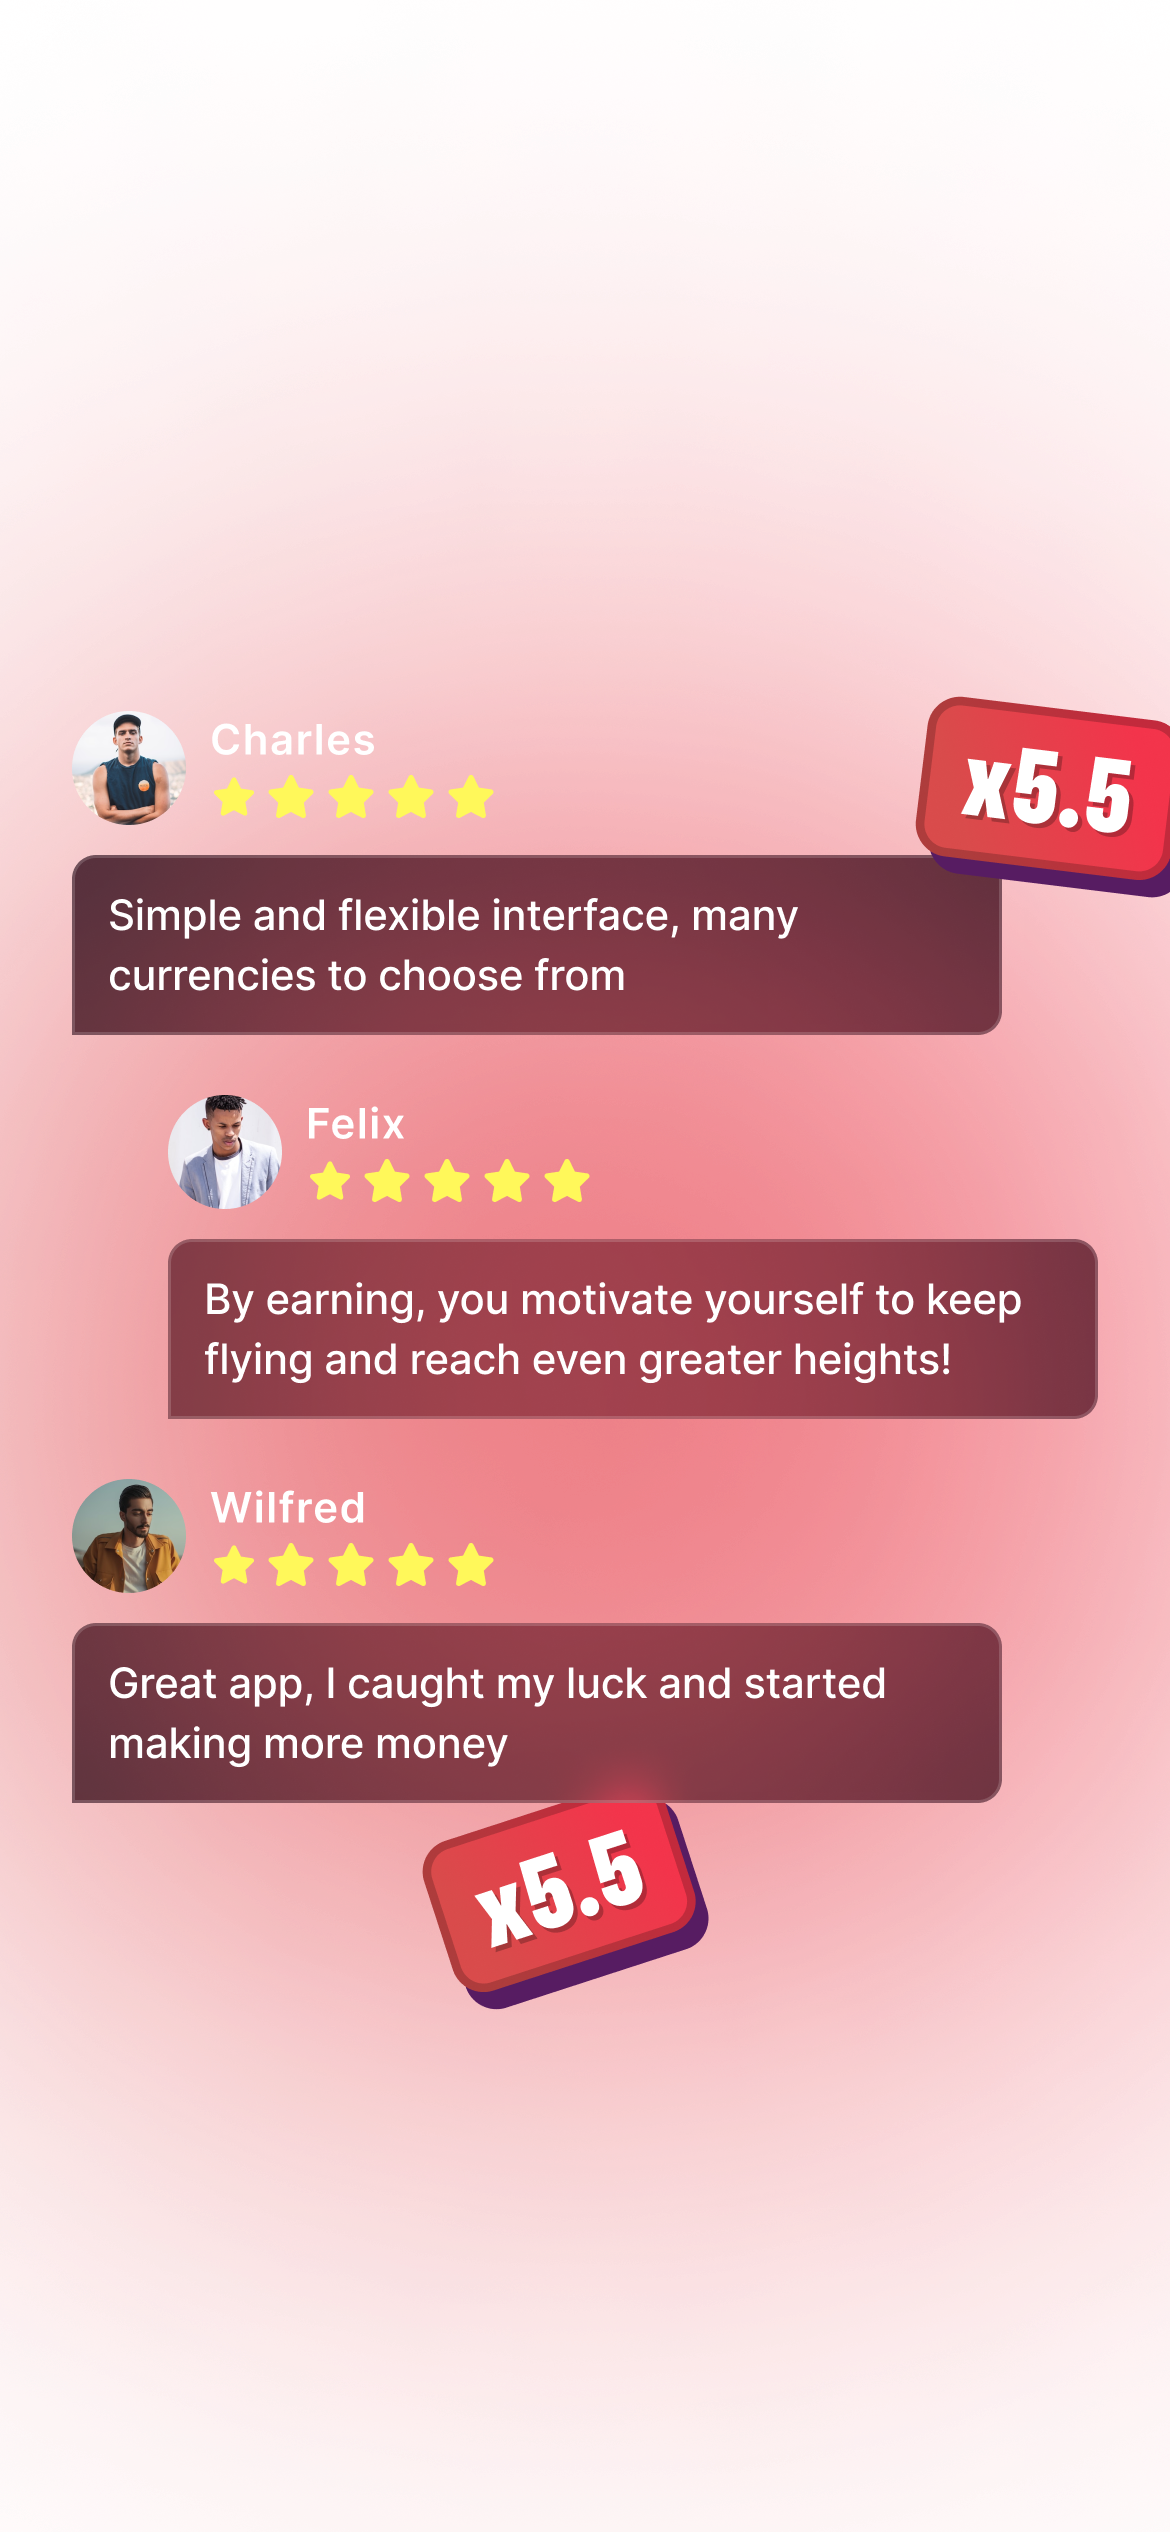 Charles
x5.5
Simple and flexible interface, many
currencies to choose from
Felix
By earning, you motivate yourself to keep
flying and reach even greater heights!
Wilfred
Great app, I caught my luck and started
making more money
x5.5